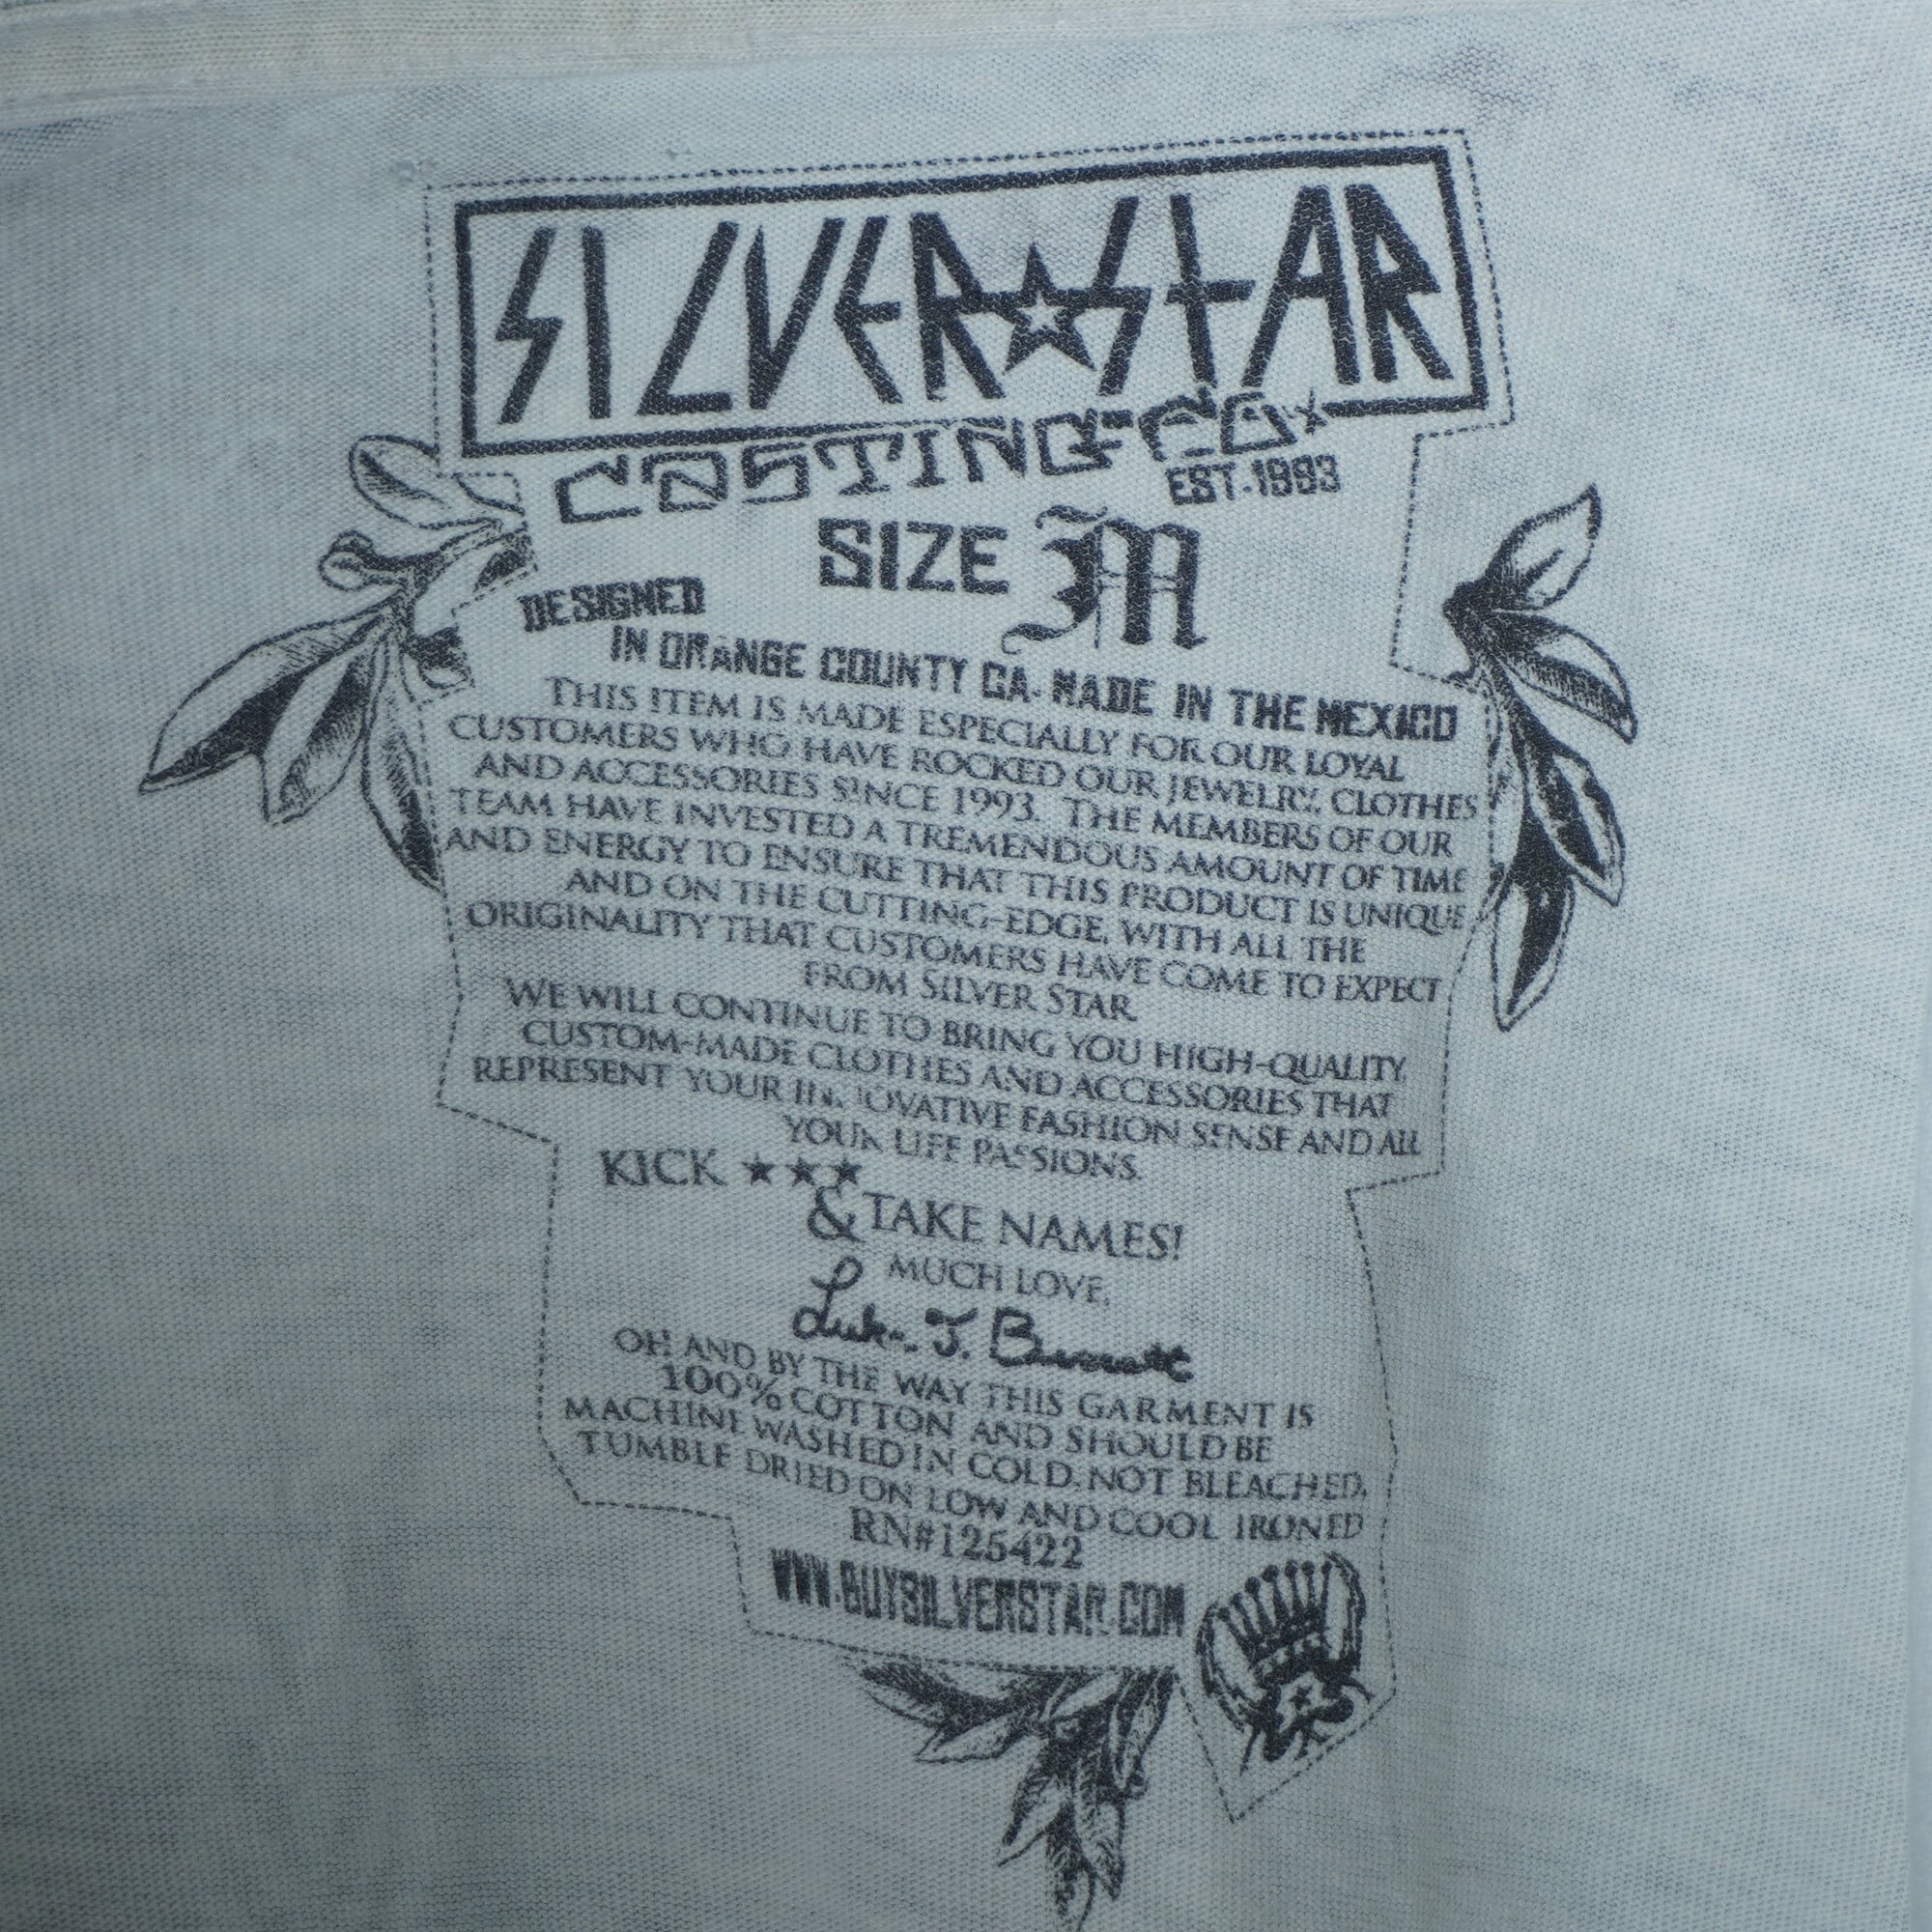 SILVER★STAR
CASTING·CO.
EST.1993
SIZE M
DESIGNED
IN ORANGE COUNTY CA. MADE IN THE MEXICO
THIS ITEM IS MADE ESPECIALLY FOR OUR LOYAL
CUSTOMERS WHO HAVE ROCKED OUR JEWELRY, CLOTHES
AND ACCESSORIES SINCE 1993. THE MEMBERS OF OUR
TEAM HAVE INVESTED A TREMENDOUS AMOUNT OF TIME
AND ENERGY TO ENSURE THAT THIS PRODUCT IS UNIQUE
AND ON THE CUTTING-EDGE, WITH ALL THE
ORIGINALITY THAT CUSTOMERS HAVE COME TO EXPECT
FROM SILVER STAR.
WE WILL CONTINUE TO BRING YOU HIGH-QUALITY,
CUSTOM-MADE CLOTHES AND ACCESSORIES THAT
REPRESENT YOUR INNOVATIVE FASHION SENSE AND ALL
YOUR LIFE PASSIONS.
KICK ★★★
& TAKE NAMES!
MUCH LOVE,
Luke J. Burrett
OH AND BY THE WAY THIS GARMENT IS
100% COTTON AND SHOULD BE
MACHINE WASHED IN COLD, NOT BLEACHED,
TUMBLE DRIED ON LOW AND COOL IRONED
RN#125422
WWW.BUYSILVERSTAR.COM